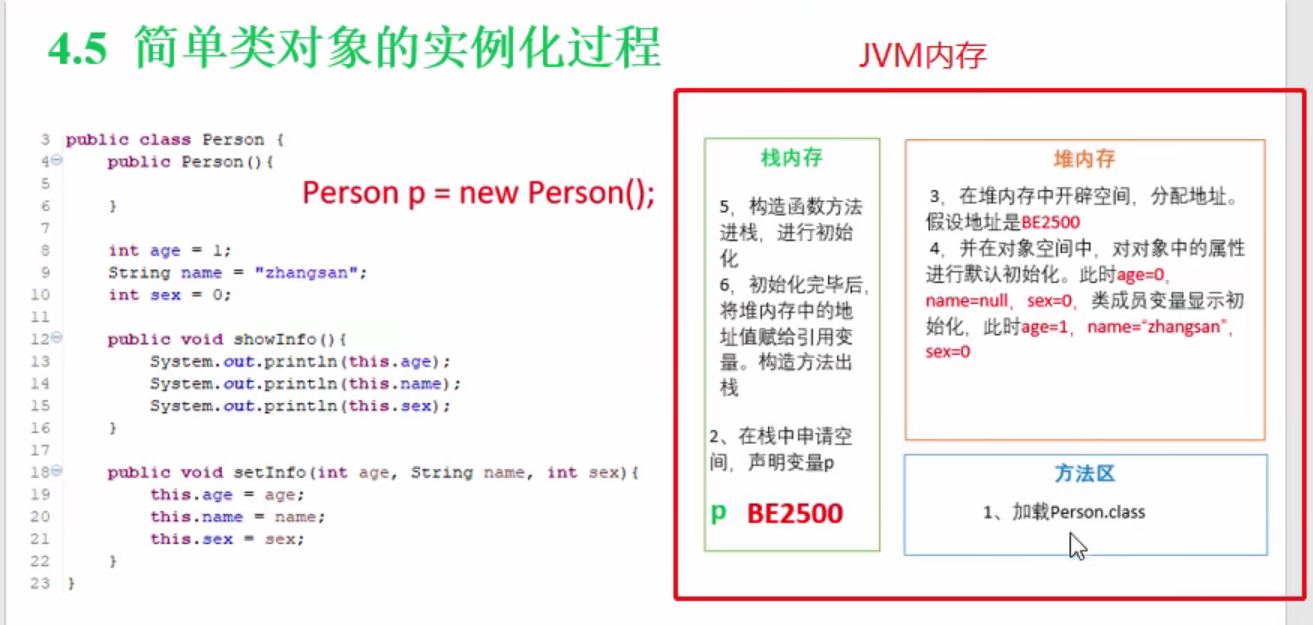 4.5 简单类对象的实例化过程
JVM内存
3 public class Person {
4 public Person(){
5
6 }
7
8 int age = 1;
9 String name = "zhangsan";
10 int sex = 0;
11
12 public void showInfo(){
13 System.out.println(this.age);
14 System.out.println(this.name);
15 System.out.println(this.sex);
16 }
17
18 public void setInfo(int age, String name, int sex){
19 this.age = age;
20 this.name = name;
21 this.sex = sex;
22 }
23 }
Person p = new Person();
栈内存
5，构造函数方法
进栈，进行初始
化
6，初始化完毕后，
将堆内存中的地
址值赋给引用变
量。构造方法出
栈
2、在栈中申请空
间，声明变量p
p BE2500
堆内存
3，在堆内存中开辟空间，分配地址。
假设地址是BE2500
4，并在对象空间中，对对象中的属性
进行默认初始化。此时age=0，
name=null，sex=0，类成员变量显示初
始化，此时age=1，name=“zhangsan”，
sex=0
方法区
1、加载Person.class